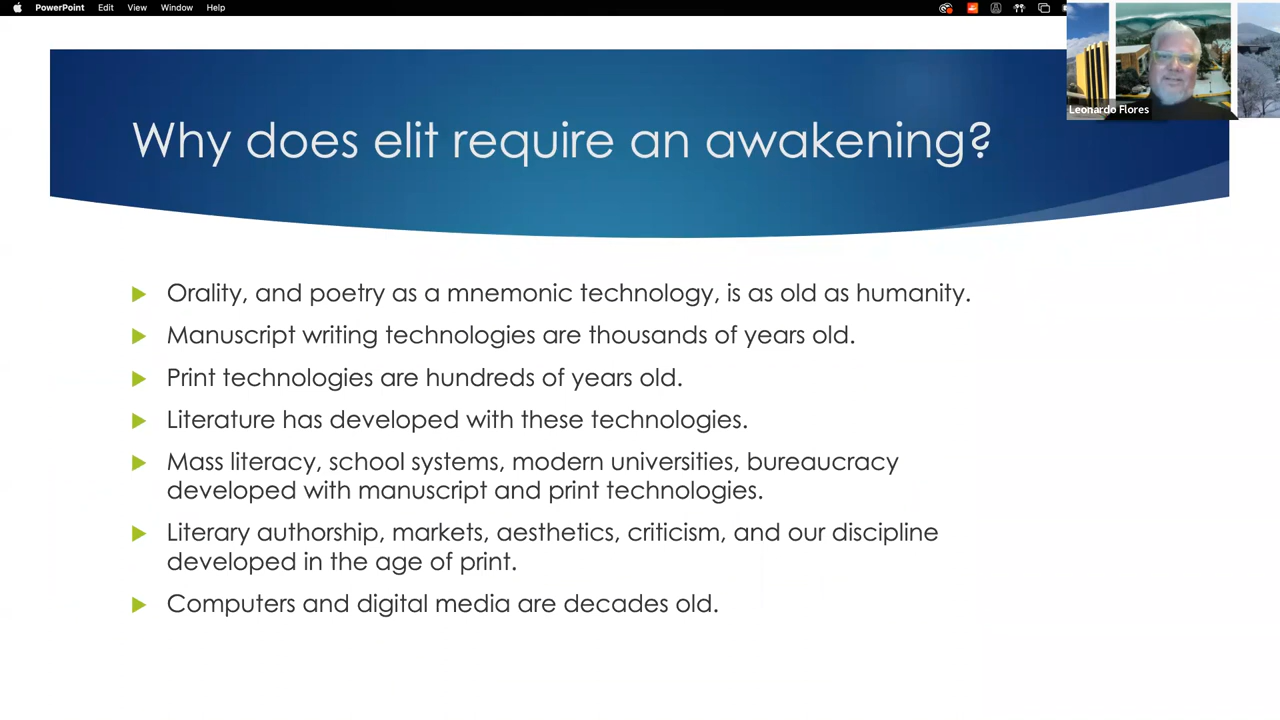 PowerPoint Edit View Window Help
Leonardo Flores
Why does elit require an awakening?
Orality, and poetry as a mnemonic technology, is as old as humanity.
Manuscript writing technologies are thousands of years old.
Print technologies are hundreds of years old.
Literature has developed with these technologies.
Mass literacy, school systems, modern universities, bureaucracy
developed with manuscript and print technologies.
Literary authorship, markets, aesthetics, criticism, and our discipline
developed in the age of print.
Computers and digital media are decades old.